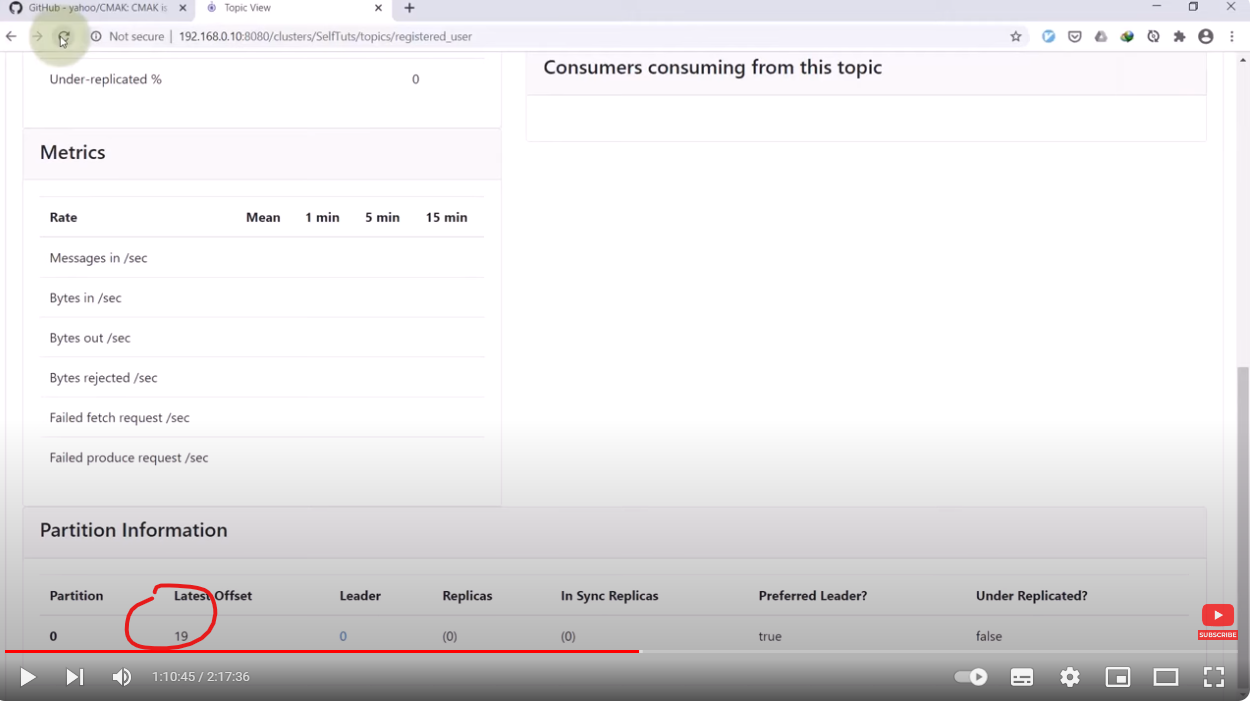 GitHub - yahoo/CMAK: CMAK is
Topic View
Not secure | 192.168.0.10:8080/clusters/SelfTuts/topics/registered_user
Under-replicated % 0
Consumers consuming from this topic
Metrics
Rate Mean 1 min 5 min 15 min
Messages in /sec
Bytes in /sec
Bytes out /sec
Bytes rejected /sec
Failed fetch request /sec
Failed produce request /sec
Partition Information
Partition Latest Offset Leader Replicas In Sync Replicas Preferred Leader? Under Replicated?
0 19 0 (0) (0) true false
SUBSCRIBE
1:10:45 / 2:17:36